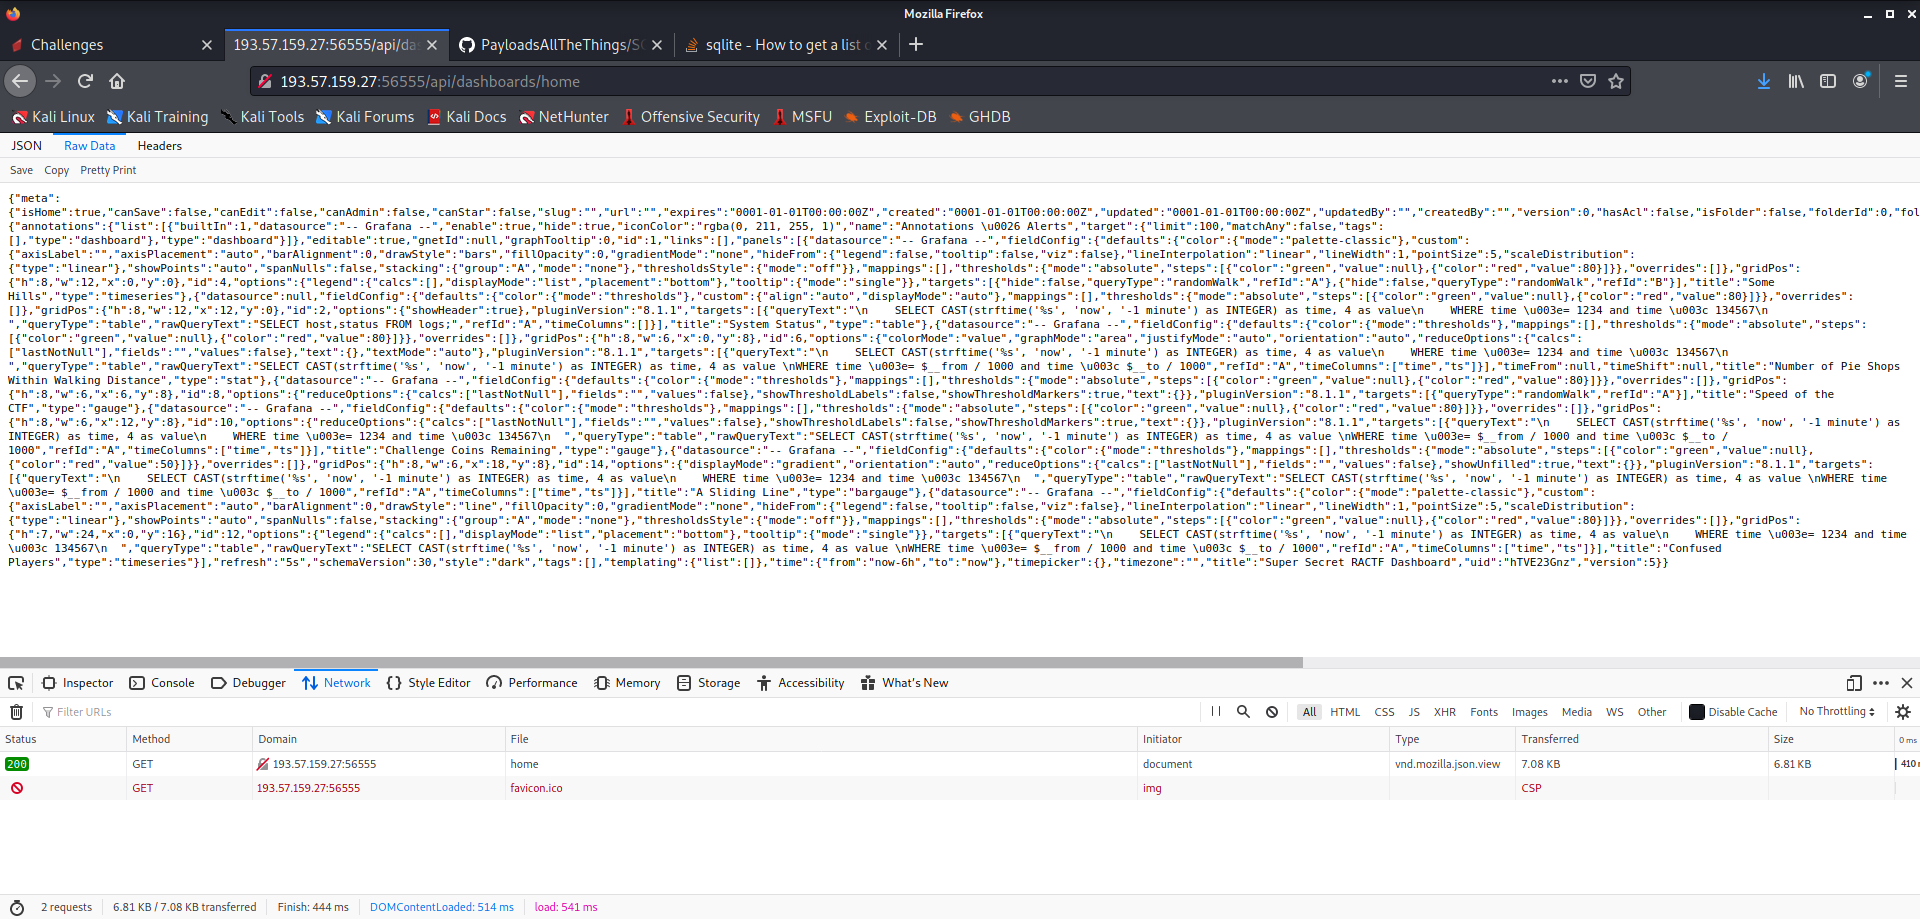 Mozilla Firefox
Challenges
193.57.159.27:56555/api/da
PayloadsAllTheThings/S
sqlite - How to get a list o
193.57.159.27:56555/api/dashboards/home
Kali Linux Kali Training Kali Tools Kali Forums Kali Docs NetHunter Offensive Security MSFU Exploit-DB GHDB
JSON Raw Data Headers
Save Copy Pretty Print
{"meta":
{"isHome":true,"canSave":false,"canEdit":false,"canAdmin":false,"canStar":false,"slug":"","url":"","expires":"0001-01-01T00:00:00Z","created":"0001-01-01T00:00:00Z","updated":"0001-01-01T00:00:00Z","updatedBy":"","createdBy":"","version":0,"hasAcl":false,"isFolder":false,"folderId":0,"fol
{"annotations":{"list":[{"builtIn":1,"datasource":"-- Grafana --","enable":true,"hide":true,"iconColor":"rgba(0, 211, 255, 1)","name":"Annotations \u0026 Alerts","target":{"limit":100,"matchAny":false,"tags":
[],"type":"dashboard"},"type":"dashboard"}]},"editable":true,"gnetId":null,"graphTooltip":0,"id":1,"links":[],"panels":[{"datasource":"-- Grafana --","fieldConfig":{"defaults":{"color":{"mode":"palette-classic"},"custom":
{"axisLabel":"","axisPlacement":"auto","barAlignment":0,"drawStyle":"bars","fillOpacity":0,"gradientMode":"none","hideFrom":{"legend":false,"tooltip":false,"viz":false},"lineInterpolation":"linear","lineWidth":1,"pointSize":5,"scaleDistribution":
{"type":"linear"},"showPoints":"auto","spanNulls":false,"stacking":{"group":"A","mode":"none"},"thresholdsStyle":{"mode":"off"}},"mappings":[],"thresholds":{"mode":"absolute","steps":[{"color":"green","value":null},{"color":"red","value":80}]}},"overrides":[]},"gridPos":
{"h":8,"w":12,"x":0,"y":0},"id":4,"options":{"legend":{"calcs":[],"displayMode":"list","placement":"bottom"},"tooltip":{"mode":"single"}},"targets":[{"hide":false,"queryType":"randomWalk","refId":"A"},{"hide":false,"queryType":"randomWalk","refId":"B"}],"title":"Some
Hills","type":"timeseries"},{"datasource":null,"fieldConfig":{"defaults":{"color":{"mode":"thresholds"},"custom":{"align":"auto","displayMode":"auto"},"mappings":[],"thresholds":{"mode":"absolute","steps":[{"color":"green","value":null},{"color":"red","value":80}]}},"overrides":
[]},"gridPos":{"h":8,"w":12,"x":12,"y":0},"id":2,"options":{"showHeader":true},"pluginVersion":"8.1.1","targets":[{"queryText":"\n    SELECT CAST(strftime('%s', 'now', '-1 minute') as INTEGER) as time, 4 as value\n    WHERE time \u003e= 1234 and time \u003c 134567\n
","queryType":"table","rawQueryText":"SELECT host,status FROM logs;","refId":"A","timeColumns":[]}],"title":"System Status","type":"table"},{"datasource":"-- Grafana --","fieldConfig":{"defaults":{"color":{"mode":"thresholds"},"mappings":[],"thresholds":{"mode":"absolute","steps":
[{"color":"green","value":null},{"color":"red","value":80}]}},"overrides":[]},"gridPos":{"h":8,"w":6,"x":0,"y":8},"id":6,"options":{"colorMode":"value","graphMode":"area","justifyMode":"auto","orientation":"auto","reduceOptions":{"calcs":
["lastNotNull"],"fields":"","values":false},"text":{},"textMode":"auto"},"pluginVersion":"8.1.1","targets":[{"queryText":"\n    SELECT CAST(strftime('%s', 'now', '-1 minute') as INTEGER) as time, 4 as value\n    WHERE time \u003e= 1234 and time \u003c 134567\n
","queryType":"table","rawQueryText":"SELECT CAST(strftime('%s', 'now', '-1 minute') as INTEGER) as time, 4 as value \nWHERE time \u003e= $__from / 1000 and time \u003c $__to / 1000","refId":"A","timeColumns":["time","ts"]}],"timeFrom":null,"timeShift":null,"title":"Number of Pie Shops
Within Walking Distance","type":"stat"},{"datasource":"-- Grafana --","fieldConfig":{"defaults":{"color":{"mode":"thresholds"},"mappings":[],"thresholds":{"mode":"absolute","steps":[{"color":"green","value":null},{"color":"red","value":80}]}},"overrides":[]},"gridPos":
{"h":8,"w":6,"x":6,"y":8},"id":8,"options":{"reduceOptions":{"calcs":["lastNotNull"],"fields":"","values":false},"showThresholdLabels":false,"showThresholdMarkers":true,"text":{}},"pluginVersion":"8.1.1","targets":[{"queryType":"randomWalk","refId":"A"}],"title":"Speed of the
CTF","type":"gauge"},{"datasource":"-- Grafana --","fieldConfig":{"defaults":{"color":{"mode":"thresholds"},"mappings":[],"thresholds":{"mode":"absolute","steps":[{"color":"green","value":null},{"color":"red","value":80}]}},"overrides":[]},"gridPos":
{"h":8,"w":6,"x":12,"y":8},"id":10,"options":{"reduceOptions":{"calcs":["lastNotNull"],"fields":"","values":false},"showThresholdLabels":false,"showThresholdMarkers":true,"text":{}},"pluginVersion":"8.1.1","targets":[{"queryText":"\n    SELECT CAST(strftime('%s', 'now', '-1 minute') as
INTEGER) as time, 4 as value\n    WHERE time \u003e= 1234 and time \u003c 134567\n  ","queryType":"table","rawQueryText":"SELECT CAST(strftime('%s', 'now', '-1 minute') as INTEGER) as time, 4 as value \nWHERE time \u003e= $__from / 1000 and time \u003c $__to /
1000","refId":"A","timeColumns":["time","ts"]}],"title":"Challenge Coins Remaining","type":"gauge"},{"datasource":"-- Grafana --","fieldConfig":{"defaults":{"color":{"mode":"thresholds"},"mappings":[],"thresholds":{"mode":"absolute","steps":[{"color":"green","value":null},
{"color":"red","value":50}]}},"overrides":[]},"gridPos":{"h":8,"w":6,"x":18,"y":8},"id":14,"options":{"displayMode":"gradient","orientation":"auto","reduceOptions":{"calcs":["lastNotNull"],"fields":"","values":false},"showUnfilled":true,"text":{}},"pluginVersion":"8.1.1","targets":
[{"queryText":"\n    SELECT CAST(strftime('%s', 'now', '-1 minute') as INTEGER) as time, 4 as value\n    WHERE time \u003e= 1234 and time \u003c 134567\n  ","queryType":"table","rawQueryText":"SELECT CAST(strftime('%s', 'now', '-1 minute') as INTEGER) as time, 4 as value \nWHERE time
\u003e= $__from / 1000 and time \u003c $__to / 1000","refId":"A","timeColumns":["time","ts"]}],"title":"A Sliding Line","type":"bargauge"},{"datasource":"-- Grafana --","fieldConfig":{"defaults":{"color":{"mode":"palette-classic"},"custom":
{"axisLabel":"","axisPlacement":"auto","barAlignment":0,"drawStyle":"line","fillOpacity":0,"gradientMode":"none","hideFrom":{"legend":false,"tooltip":false,"viz":false},"lineInterpolation":"linear","lineWidth":1,"pointSize":5,"scaleDistribution":
{"type":"linear"},"showPoints":"auto","spanNulls":false,"stacking":{"group":"A","mode":"none"},"thresholdsStyle":{"mode":"off"}},"mappings":[],"thresholds":{"mode":"absolute","steps":[{"color":"green","value":null},{"color":"red","value":80}]}},"overrides":[]},"gridPos":
{"h":7,"w":24,"x":0,"y":16},"id":12,"options":{"legend":{"calcs":[],"displayMode":"list","placement":"bottom"},"tooltip":{"mode":"single"}},"targets":[{"queryText":"\n    SELECT CAST(strftime('%s', 'now', '-1 minute') as INTEGER) as time, 4 as value\n    WHERE time \u003e= 1234 and time
\u003c 134567\n  ","queryType":"table","rawQueryText":"SELECT CAST(strftime('%s', 'now', '-1 minute') as INTEGER) as time, 4 as value \nWHERE time \u003e= $__from / 1000 and time \u003c $__to / 1000","refId":"A","timeColumns":["time","ts"]}],"title":"Confused
Players","type":"timeseries"}],"refresh":"5s","schemaVersion":30,"style":"dark","tags":[],"templating":{"list":[]},"time":{"from":"now-6h","to":"now"},"timepicker":{},"timezone":"","title":"Super Secret RACTF Dashboard","uid":"hTVE23Gnz","version":5}}
Inspector Console Debugger Network Style Editor Performance Memory Storage Accessibility What's New
Filter URLs All HTML CSS JS XHR Fonts Images Media WS Other Disable Cache No Throttling
Status Method Domain File Initiator Type Transferred Size 0 ms
200 GET 193.57.159.27:56555 home document vnd.mozilla.json.view 7.08 KB 6.81 KB 410
GET 193.57.159.27:56555 favicon.ico img CSP
2 requests 6.81 KB / 7.08 KB transferred Finish: 444 ms DOMContentLoaded: 514 ms load: 541 ms